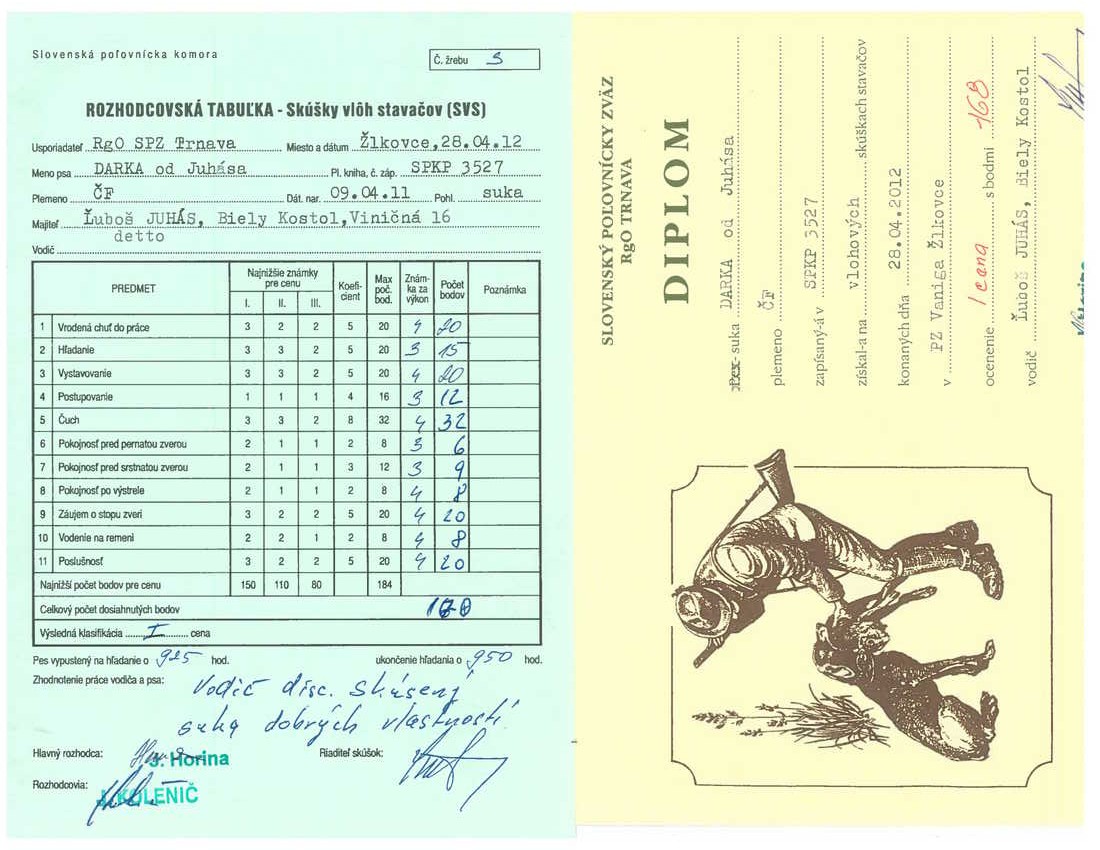 Slovenská poľovnícka komora
Č. žrebu 3
ROZHODCOVSKÁ TABUĽKA - Skúšky vlôh stavačov (SVS)
Usporiadateľ RgO SPZ Trnava Miesto a dátum Žlkovce, 28.04.12
Meno psa DARKA od Juhása Pl. kniha, č. záp. SPKP 3527
Plemeno ČF Dát. nar. 09.04.11 Pohl. suka
Majiteľ Ľuboš JUHÁS, Biely Kostol, Viničná 16
detto
Vodič
PREDMET Najnižšie známky pre cenu I. II. III. Koefi-cient Max poč. bod. Znám-ka za výkon Počet bodov Poznámka
1 Vrodená chuť do práce 3 2 2 5 20 4 20
2 Hľadanie 3 3 2 5 20 3 15
3 Vystavovanie 3 3 2 5 20 4 20
4 Postupovanie 1 1 1 4 16 3 12
5 Čuch 3 3 2 8 32 4 32
6 Pokojnosť pred pernatou zverou 2 1 1 2 8 3 6
7 Pokojnosť pred srstnatou zverou 2 1 1 3 12 3 9
8 Pokojnosť po výstrele 2 1 1 2 8 4 8
9 Záujem o stopu zveri 3 2 2 5 20 4 20
10 Vodenie na remeni 2 2 1 2 8 4 8
11 Poslušnosť 3 2 2 5 20 4 20
Najnížší počet bodov pre cenu 150 110 80 184
Celkový počet dosiahnutých bodov
Výsledná klasifikácia I. cena
Pes vypustený na hľadanie o 925 hod. ukončenie hľadania o 950 hod.
Zhodnotenie práce vodiča a psa: Vodič disc. skúsený
suka dobrých vlastností.
Hlavný rozhodca: J. Horina Riaditeľ skúšok:
Rozhodcovia: J. KOLENIČ
SLOVENSKÝ POĽOVNÍCKY ZVÄZ
RgO TRNAVA
DIPLOM
pes - suka DARKA od Juhása
plemeno ČF
zapísaný-á v SPKP 3527
získal-a na vlohových skúškach stavačov
konaných dňa 28.04.2012
v PZ Vaniga Žlkovce
ocenenie I cena s bodmi 168
vodič Ľuboš JUHÁS, Biely Kostol